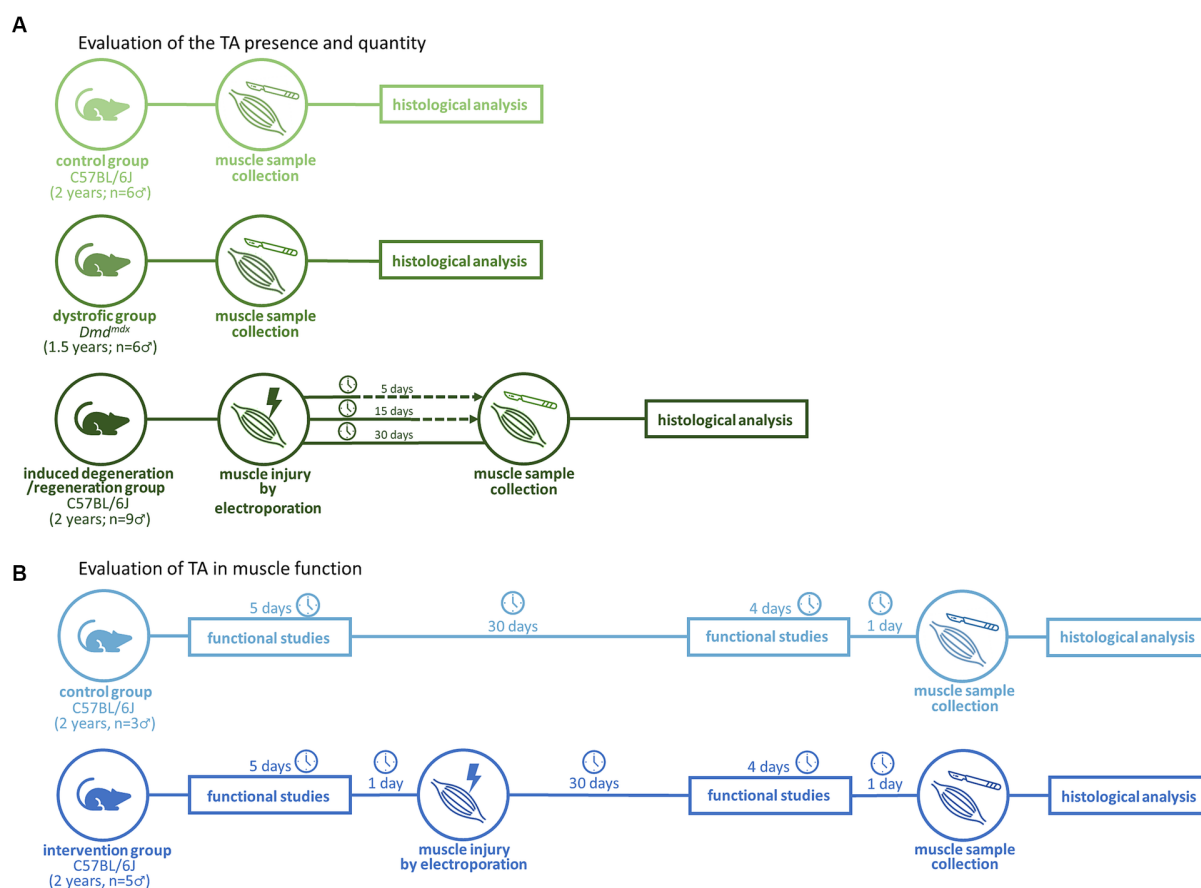 A
Evaluation of the TA presence and quantity
histological analysis
control group
C57BL/6J
(2 years; n=6♂)
muscle sample
collection
histological analysis
dystrofic group
Dmdmdx
(1.5 years; n=6♂)
muscle sample
collection
5 days
15 days
30 days
histological analysis
induced degeneration
/regeneration group
C57BL/6J
(2 years; n=9♂)
muscle injury
by
electroporation
muscle sample
collection
B
Evaluation of TA in muscle function
5 days
30 days
4 days
1 day
functional studies
functional studies
histological analysis
control group
C57BL/6J
(2 years, n=3♂)
muscle sample
collection
5 days
1 day
30 days
4 days
1 day
functional studies
functional studies
histological analysis
intervention group
C57BL/6J
(2 years, n=5♂)
muscle injury
by electroporation
muscle sample
collection